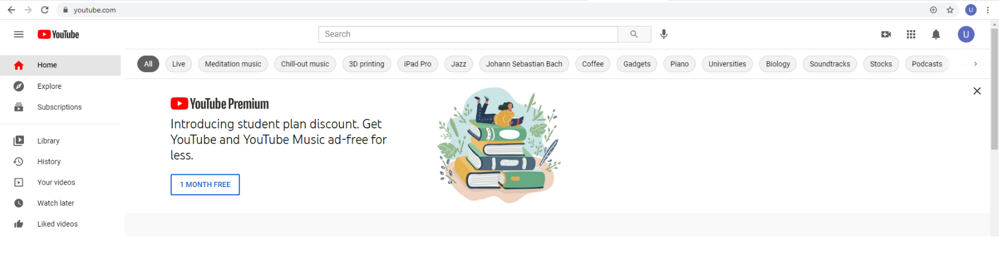 youtube.com
U
YouTube
Search
U
All Live Meditation music Chill-out music 3D printing iPad Pro Jazz Johann Sebastian Bach Coffee Gadgets Piano Universities Biology Soundtracks Stocks Podcasts
Home
Explore
Subscriptions
Library
History
Your videos
Watch later
Liked videos
YouTube Premium
Introducing student plan discount. Get
YouTube and YouTube Music ad-free for
less.
1 MONTH FREE